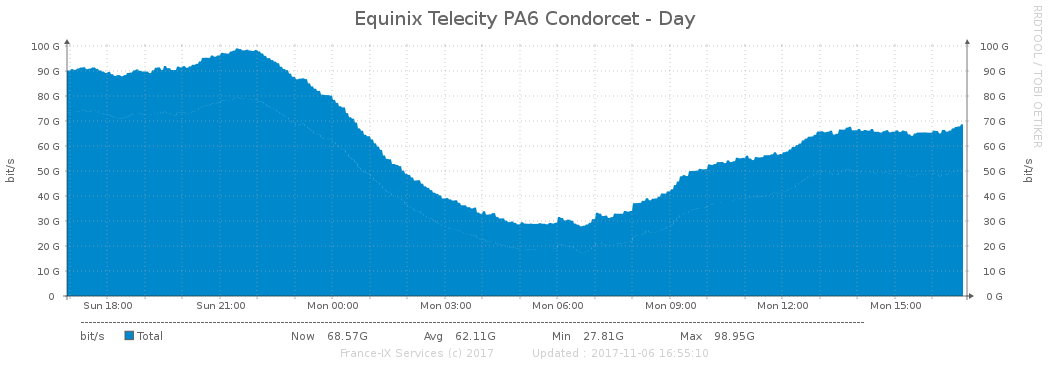 Equinix Telecity PA6 Condorcet - Day
RRDTOOL / TOBI OETIKER
bit/s
100 G
90 G
80 G
70 G
60 G
50 G
40 G
30 G
20 G
10 G
0
100 G
90 G
80 G
70 G
60 G
50 G
40 G
30 G
20 G
10 G
0 G
bit/s
Sun 18:00 Sun 21:00 Mon 00:00 Mon 03:00 Mon 06:00 Mon 09:00 Mon 12:00 Mon 15:00
bit/s Total Now 68.57G Avg 62.11G Min 27.81G Max 98.95G
France-IX Services (c) 2017 Updated : 2017-11-06 16:55:10